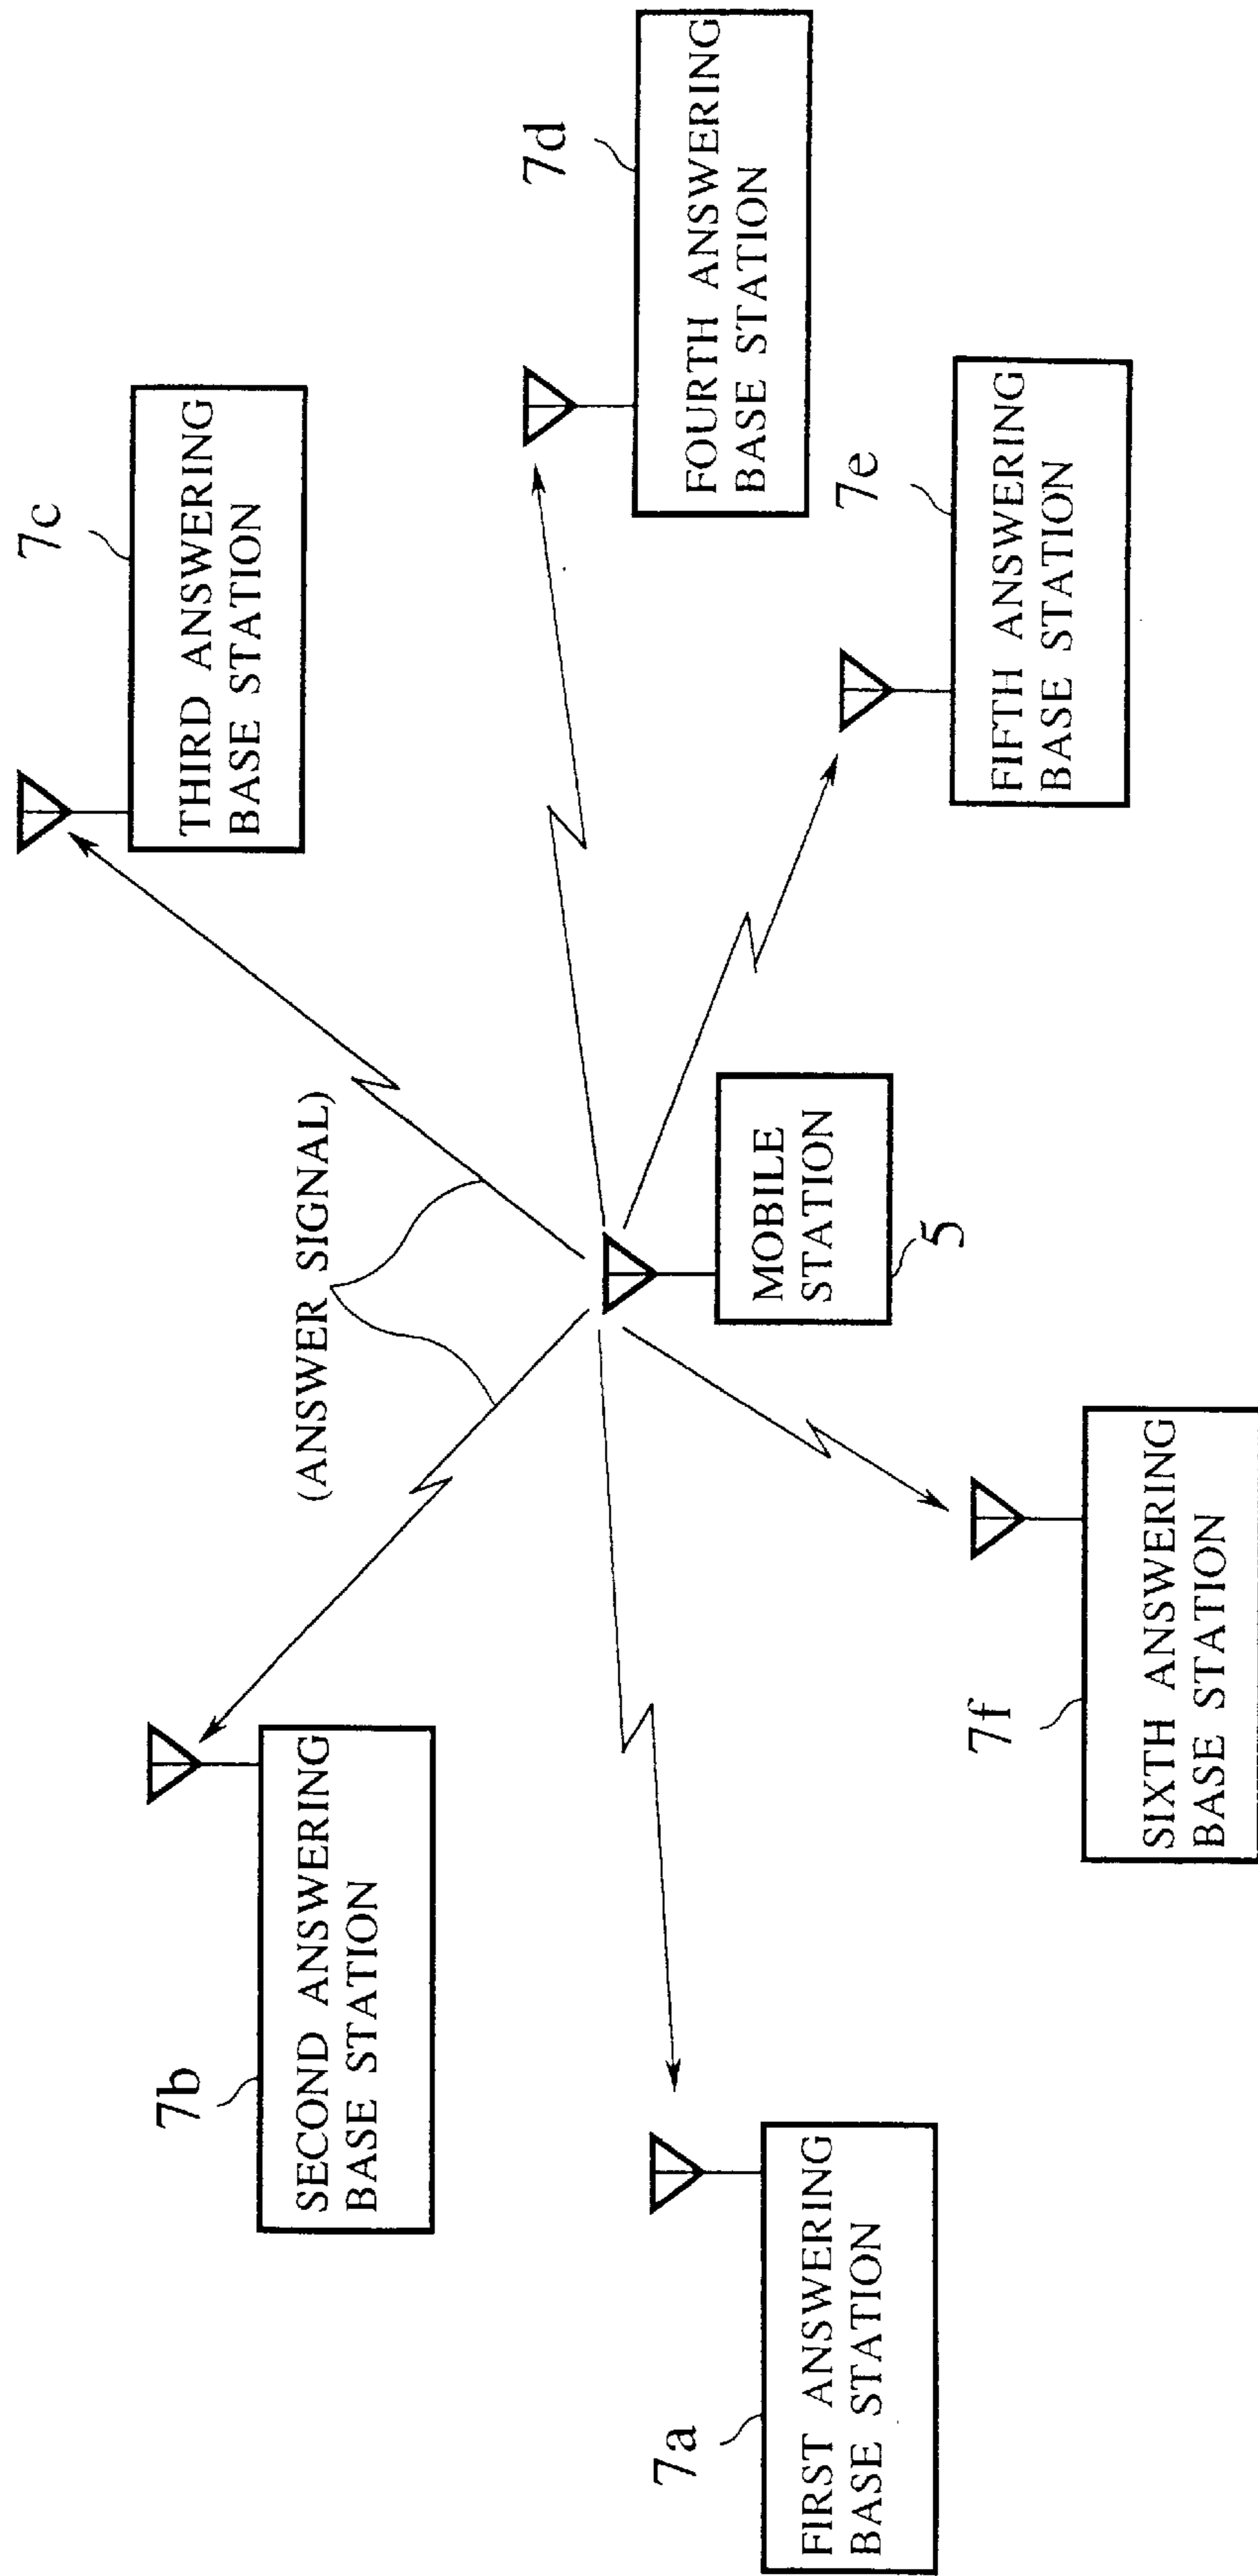 7a
FIRST ANSWERING
BASE STATION
7b
SECOND ANSWERING
BASE STATION
(ANSWER SIGNAL)
7c
THIRD ANSWERING
BASE STATION
7d
FOURTH ANSWERING
BASE STATION
MOBILE
STATION
5
7e
FIFTH ANSWERING
BASE STATION
7f
SIXTH ANSWERING
BASE STATION